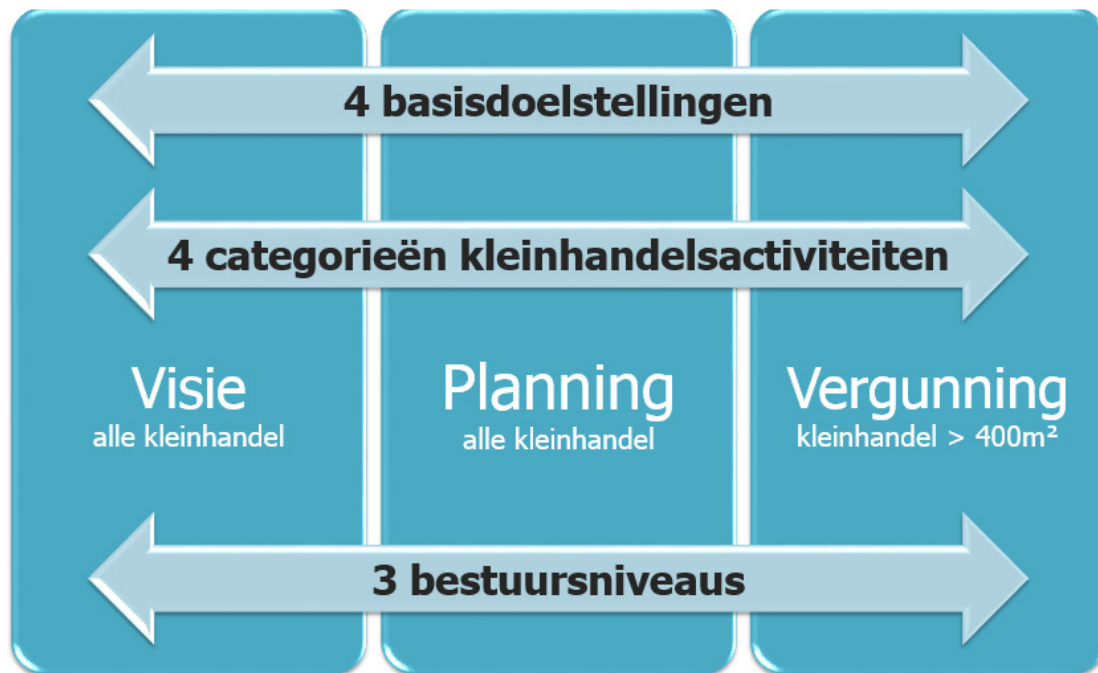 4 basisdoelstellingen
4 categorieën kleinhandelsactiviteiten
Visie
alle kleinhandel
Planning
alle kleinhandel
Vergunning
kleinhandel > 400m²
3 bestuursniveaus